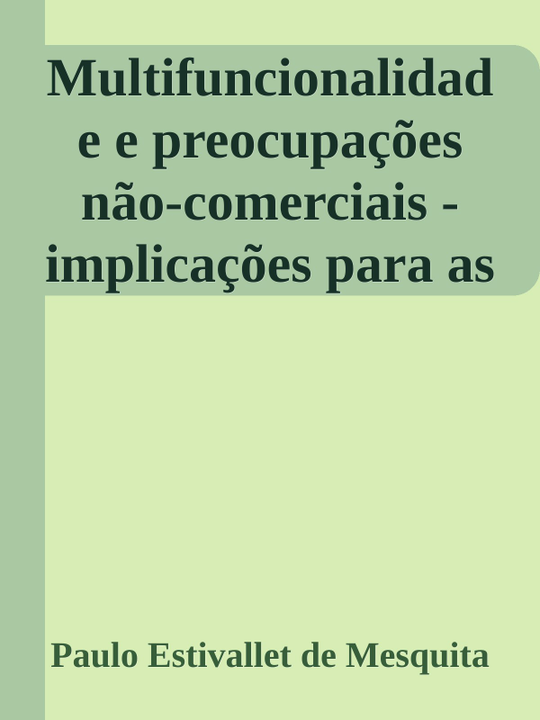 Multifuncionalidad
e e preocupações
não-comerciais -
implicações para as
Paulo Estivallet de Mesquita